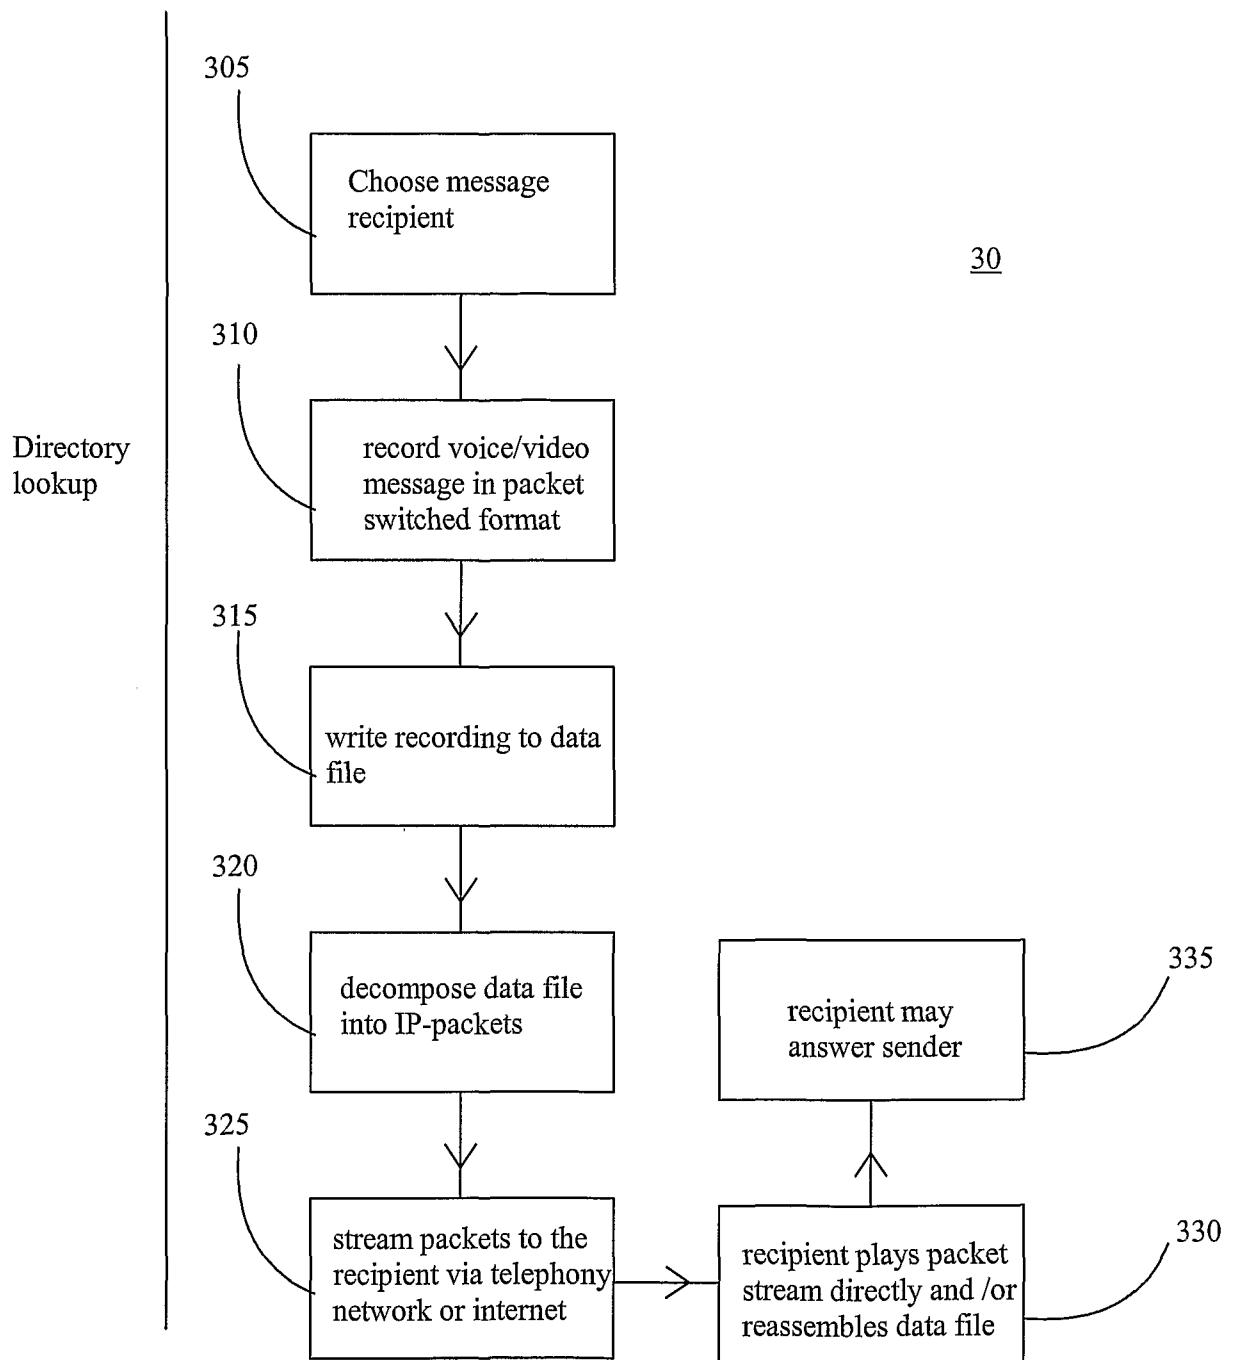 305
Choose message
recipient
30
310
Directory
lookup
record voice/video
message in packet
switched format
315
write recording to data
file
320
decompose data file
into IP-packets
335
recipient may
answer sender
325
stream packets to the
recipient via telephony
network or internet
330
recipient plays packet
stream directly and /or
reassembles data file